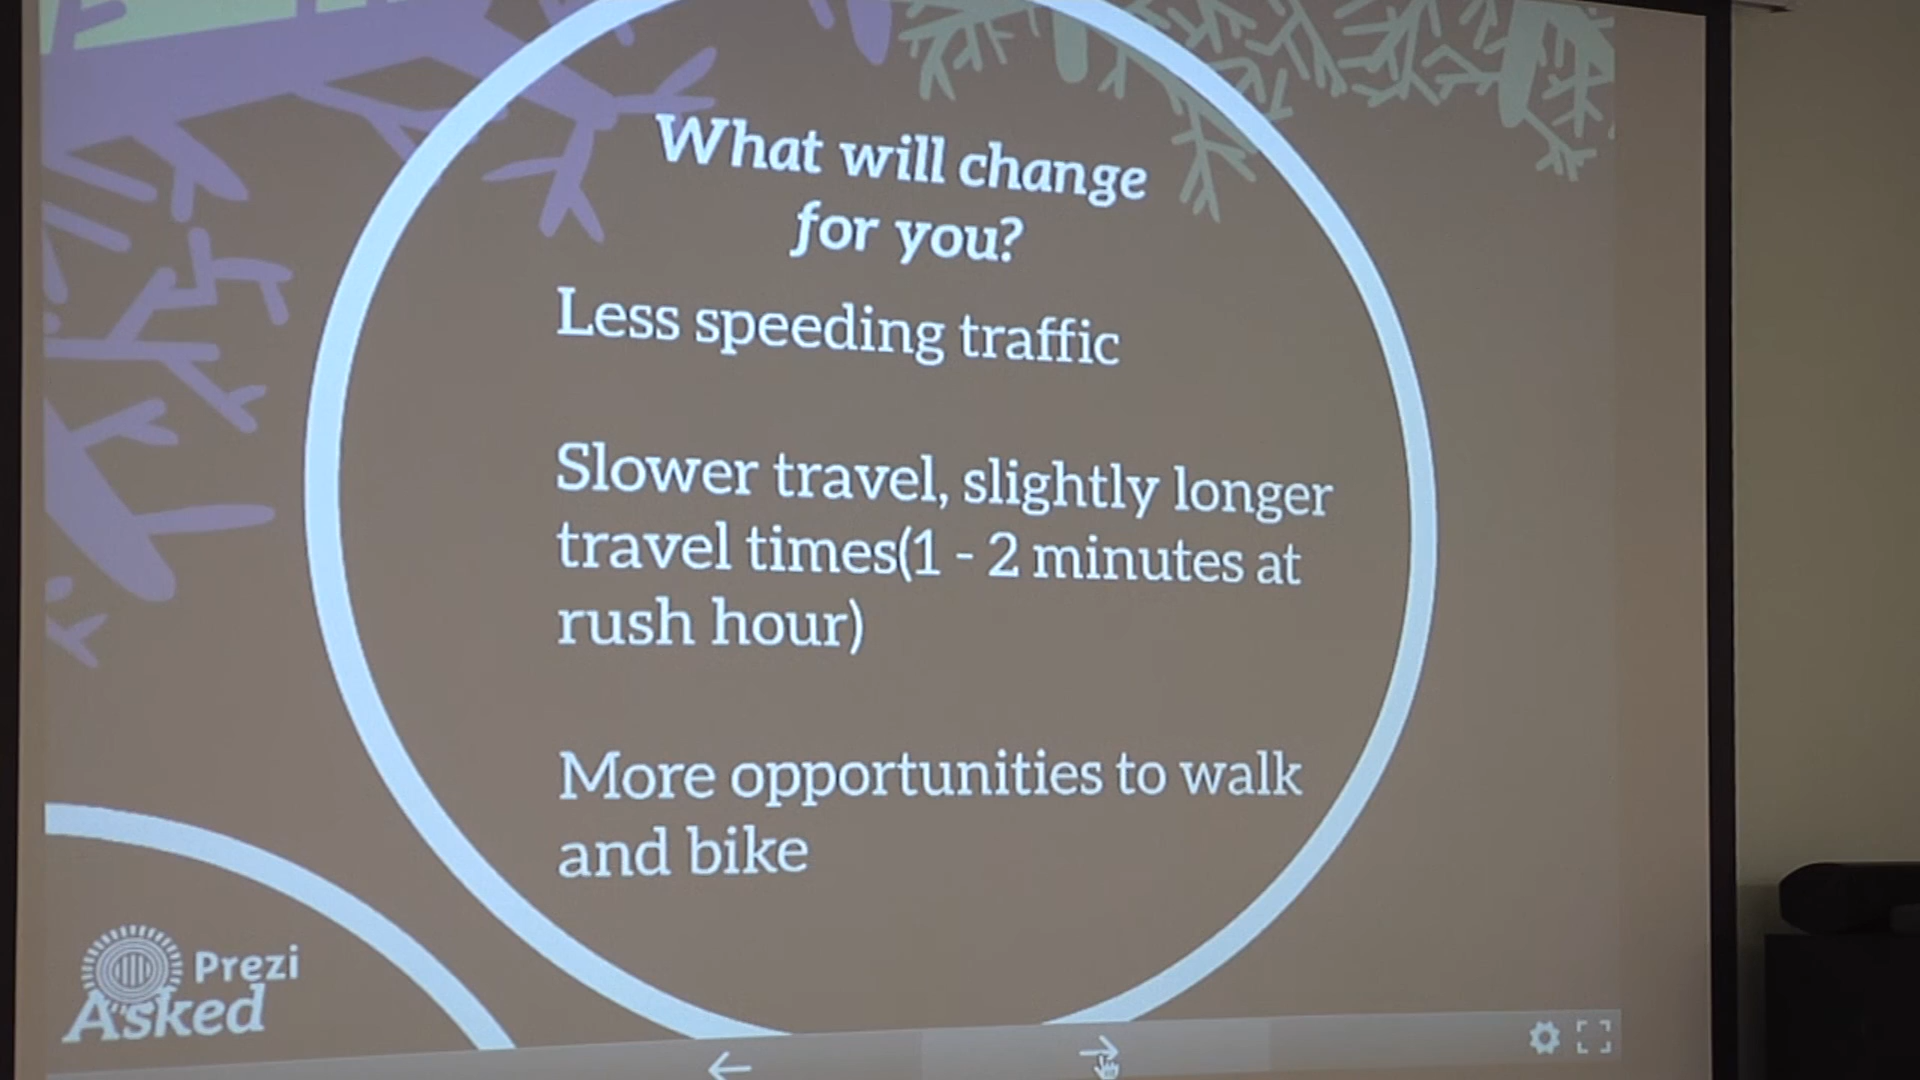 What will change
for you?
Less speeding traffic
Slower travel, slightly longer
travel times(1 - 2 minutes at
rush hour)
More opportunities to walk
and bike
Prezi
Asked